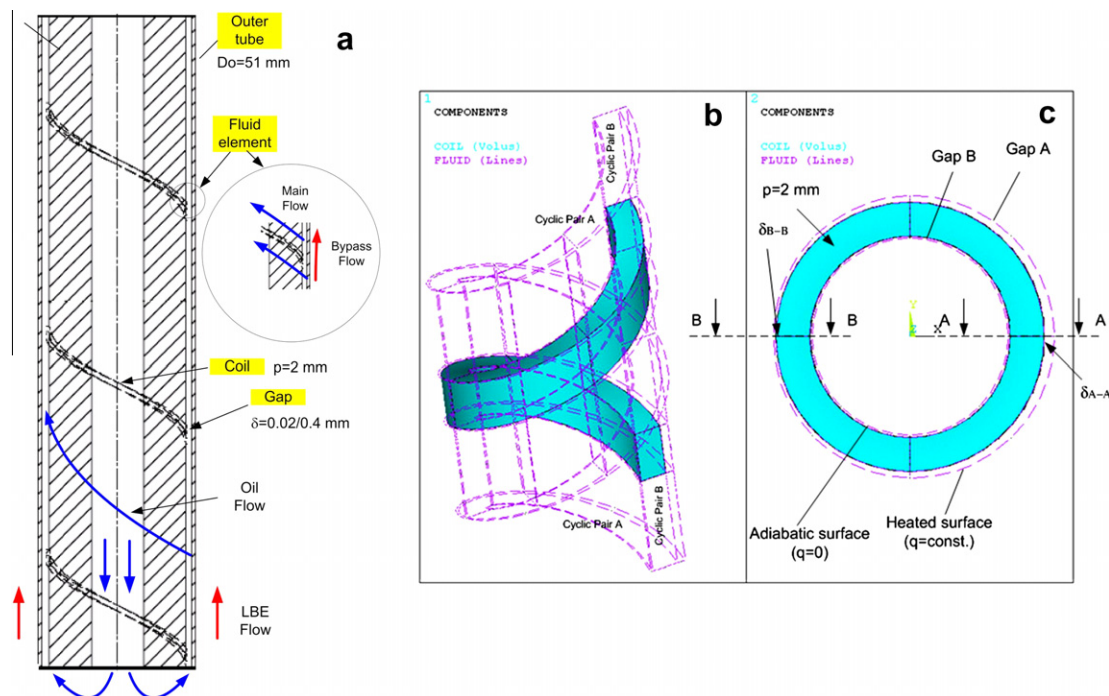 a
Outer
tube
Do=51 mm
Fluid
element
Main
Flow
Bypass
Flow
Coil p=2 mm
Gap
δ=0.02/0.4 mm
Oil
Flow
LBE
Flow
1
COMPONENTS
b
COIL (Volus)
FLUID (Lines)
Cyclic Pair B
Cyclic Pair A
Cyclic Pair A
Cyclic Pair B
2
COMPONENTS
c
COIL (Volus)
FLUID (Lines)
Gap B
Gap A
p=2 mm
δB-B
B
B
Y
Z
X
A
A
δA-A
Adiabatic surface
(q=0)
Heated surface
(q=const.)